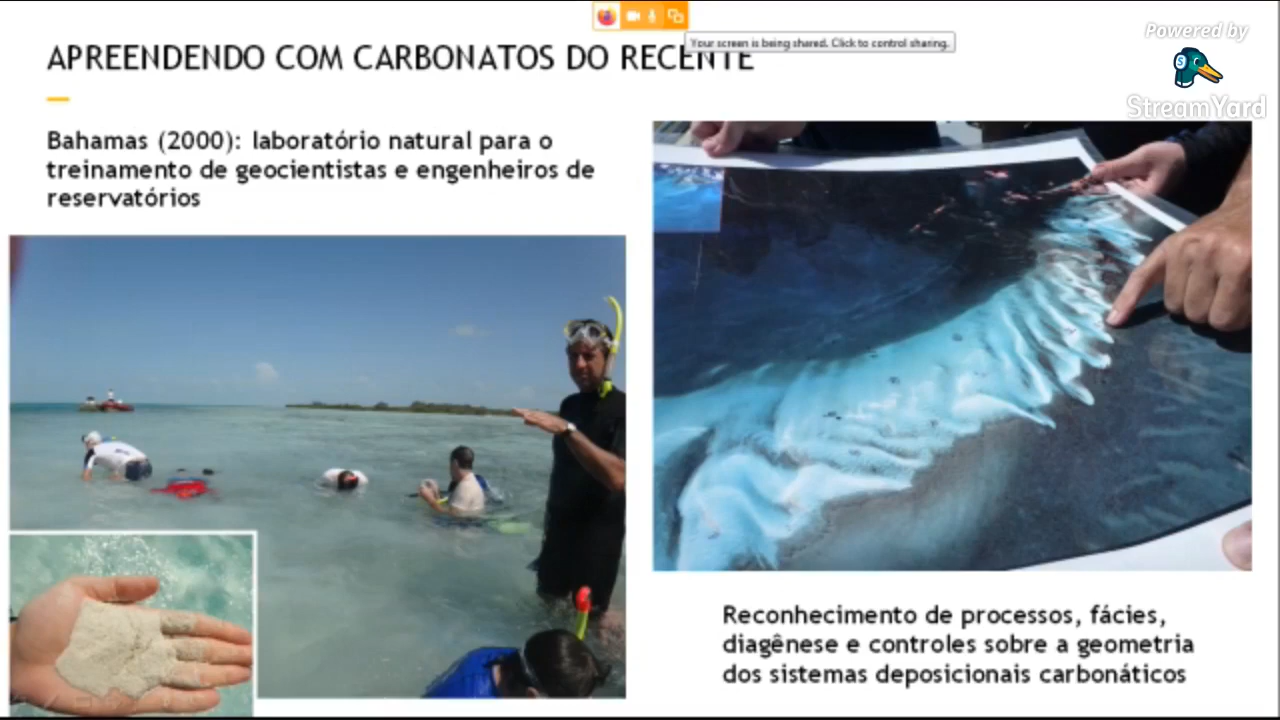 Your screen is being shared. Click to control sharing.
Powered by
StreamYard
APREENDENDO COM CARBONATOS DO RECENTE
Bahamas (2000): laboratório natural para o
treinamento de geocientistas e engenheiros de
reservatórios
Reconhecimento de processos, fácies,
diagênese e controles sobre a geometria
dos sistemas deposicionais carbonáticos